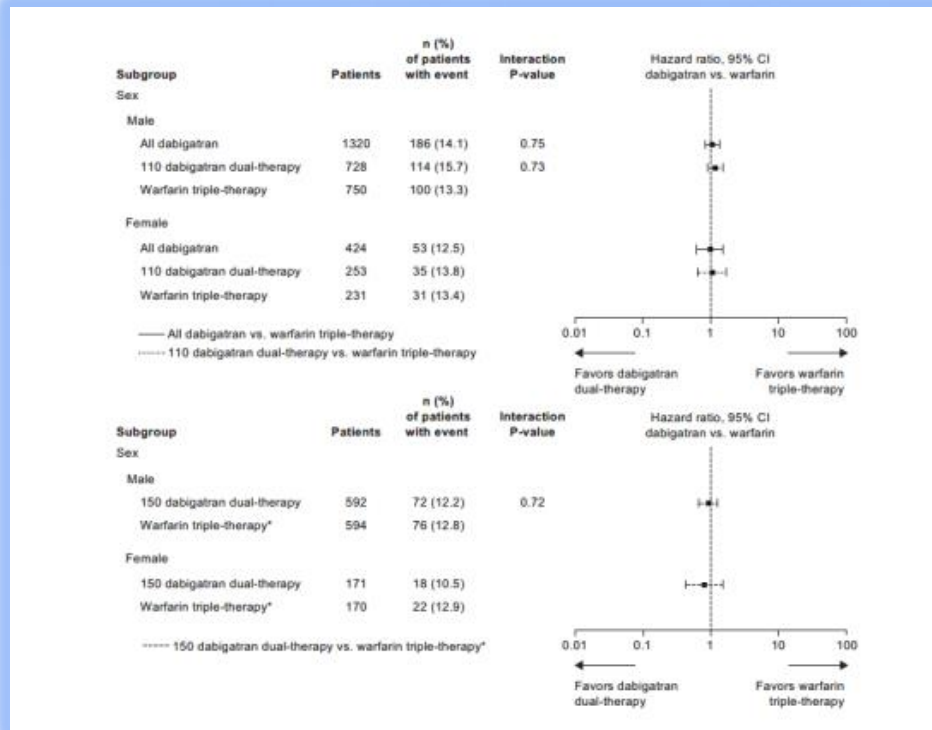 n (%)
of patients Interaction Hazard ratio, 95% CI
Subgroup Patients with event P-value dabigatran vs. warfarin
Sex
Male
All dabigatran 1320 186 (14.1) 0.75
110 dabigatran dual-therapy 728 114 (15.7) 0.73
Warfarin triple-therapy 750 100 (13.3)
Female
All dabigatran 424 53 (12.5)
110 dabigatran dual-therapy 253 35 (13.8)
Warfarin triple-therapy 231 31 (13.4)
0.01 0.1 1 10 100
All dabigatran vs. warfarin triple-therapy
110 dabigatran dual-therapy vs. warfarin triple-therapy
Favors dabigatran Favors warfarin
dual-therapy triple-therapy
n (%)
of patients Interaction Hazard ratio, 95% CI
Subgroup Patients with event P-value dabigatran vs. warfarin
Sex
Male
150 dabigatran dual-therapy 592 72 (12.2) 0.72
Warfarin triple-therapy* 594 76 (12.8)
Female
150 dabigatran dual-therapy 171 18 (10.5)
Warfarin triple-therapy* 170 22 (12.9)
150 dabigatran dual-therapy vs. warfarin triple-therapy*
0.01 0.1 1 10 100
Favors dabigatran Favors warfarin
dual-therapy triple-therapy